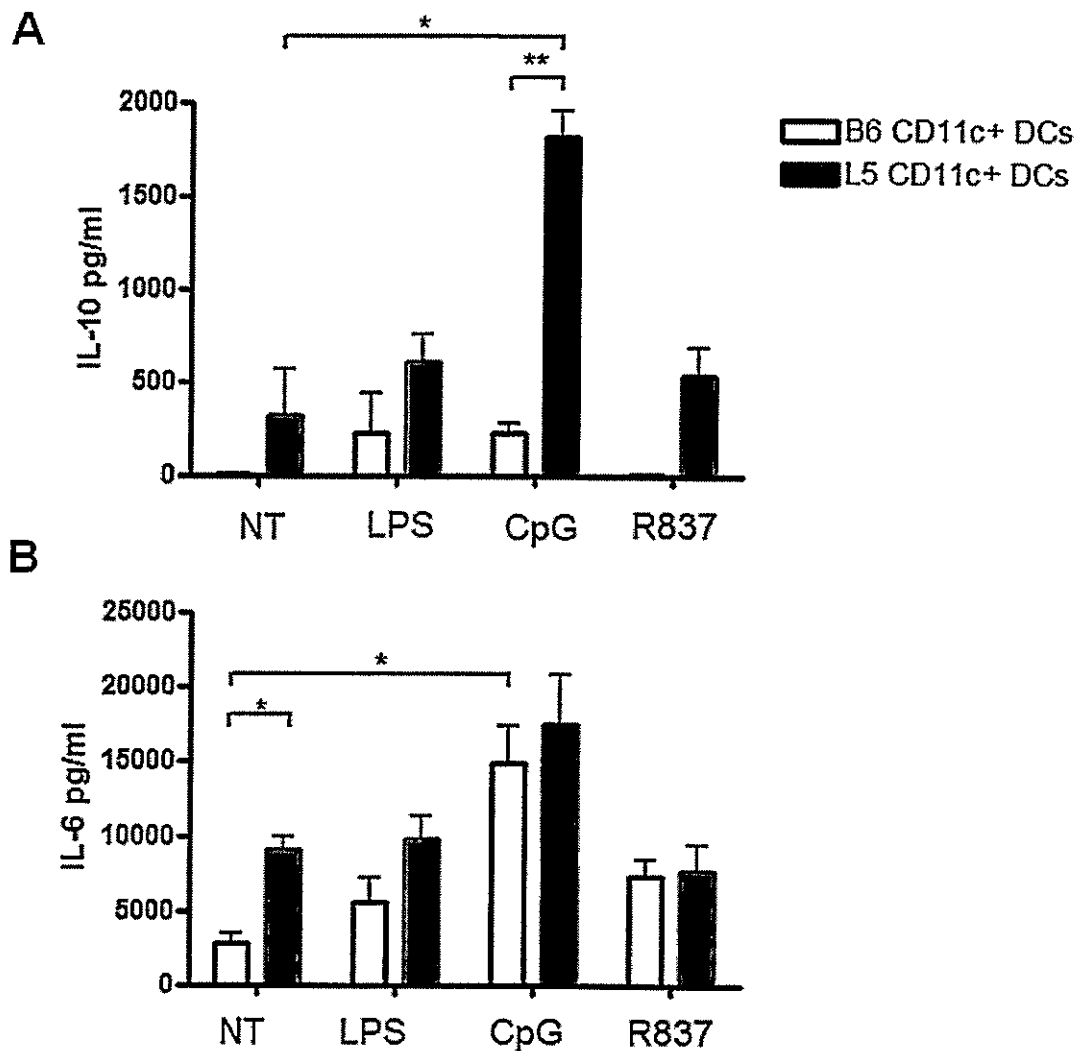 A
*
**
2000
1500
1000
500
0
IL-10 pg/ml
B6 CD11c+ DCs
L5 CD11c+ DCs
NT LPS CpG R837
B
25000
20000
15000
10000
5000
0
IL-6 pg/ml
*
*
NT LPS CpG R837